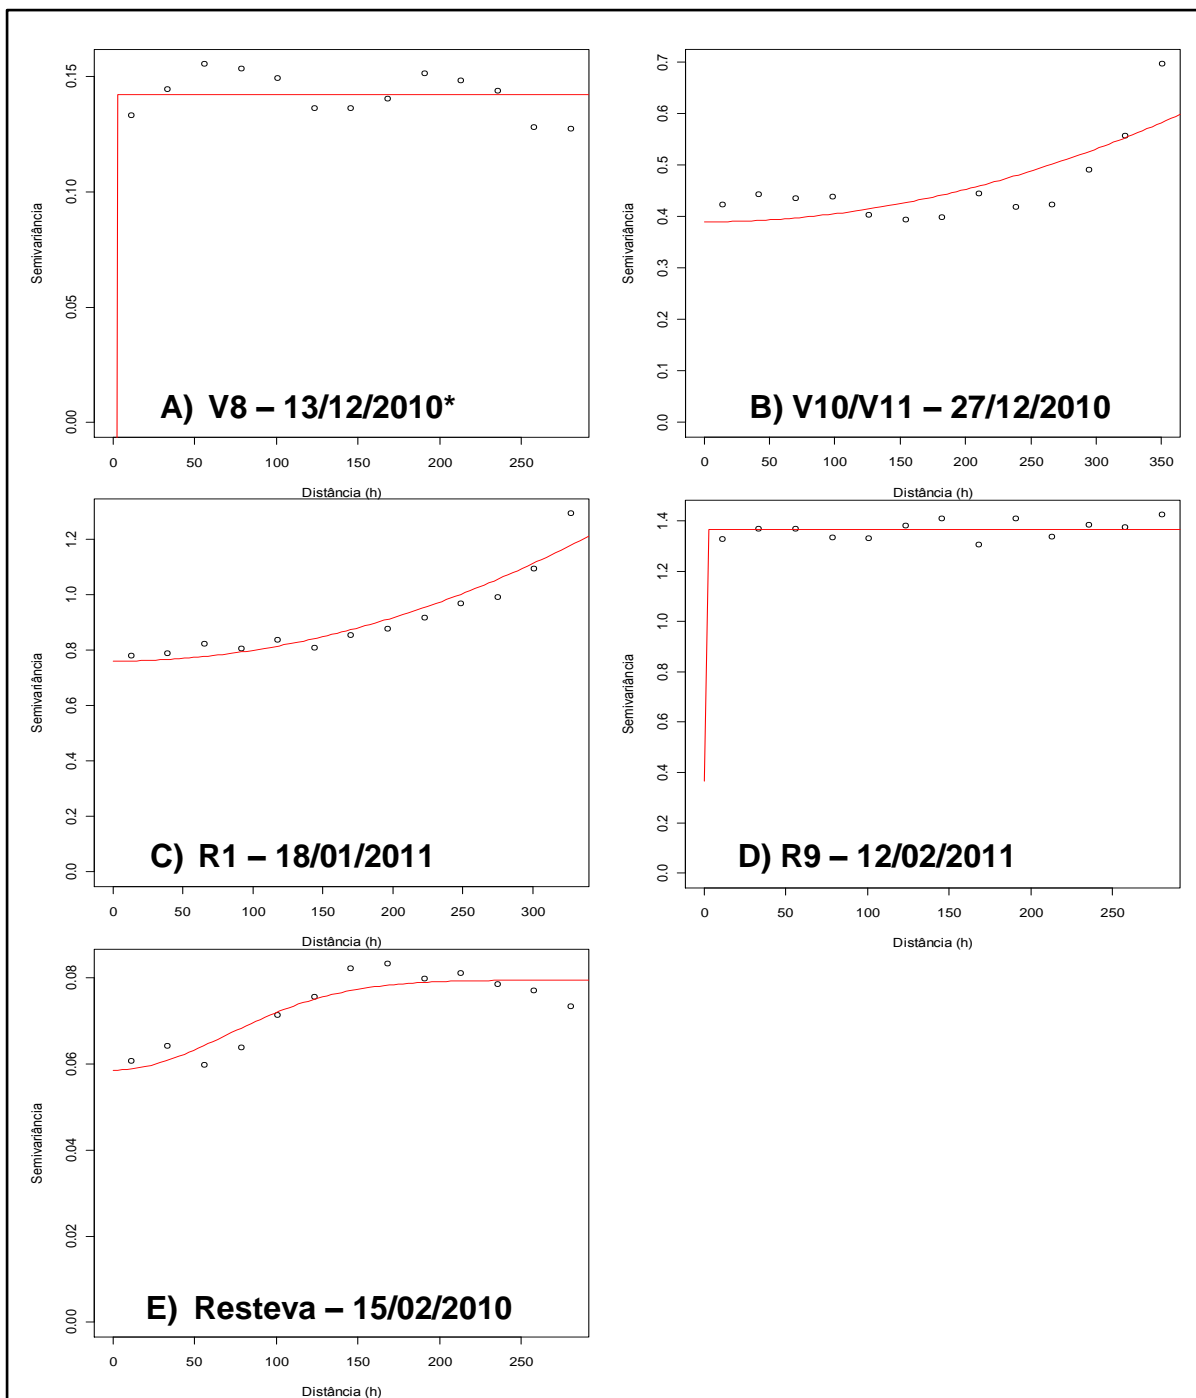 Semivariância
0.15
0.10
0.05
0.00
A) V8 – 13/12/2010*
0 50 100 150 200 250
Distância (h)
Semivariância
0.7
0.6
0.5
0.4
0.3
0.2
0.1
0.0
B) V10/V11 – 27/12/2010
0 50 100 150 200 250 300 350
Distância (h)
Semivariância
1.2
1.0
0.8
0.6
0.4
0.2
0.0
C) R1 – 18/01/2011
0 50 100 150 200 250 300
Distância (h)
Semivariância
1.4
1.2
1.0
0.8
0.6
0.4
0.2
0.0
D) R9 – 12/02/2011
0 50 100 150 200 250
Distância (h)
Semivariância
0.08
0.06
0.04
0.02
0.00
E) Resteva – 15/02/2010
0 50 100 150 200 250
Distância (h)